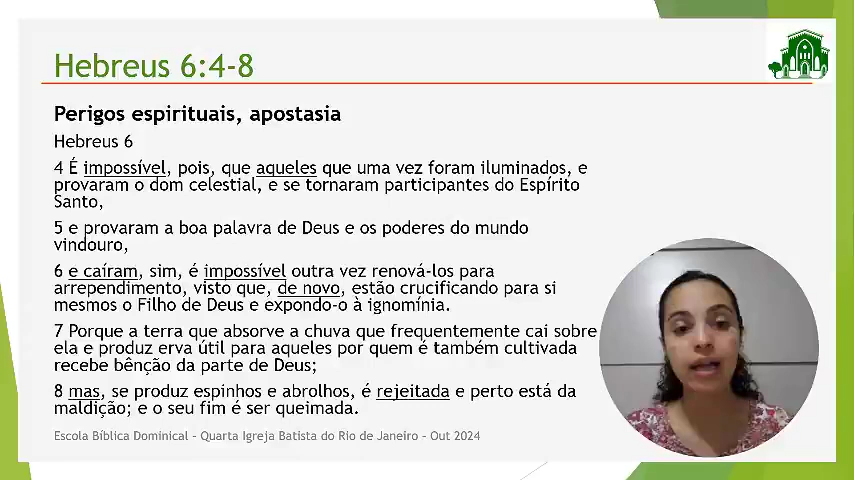 Hebreus 6:4-8
Perigos espirituais, apostasia
Hebreus 6
4 É impossível, pois, que aqueles que uma vez foram iluminados, e
provaram o dom celestial, e se tornaram participantes do Espírito
Santo,
5 e provaram a boa palavra de Deus e os poderes do mundo
vindouro,
6 e caíram, sim, é impossível outra vez renová-los para
arrependimento, visto que, de novo, estão crucificando para si
mesmos o Filho de Deus e expondo-o à ignomínia.
7 Porque a terra que absorve a chuva que frequentemente cai sobre
ela e produz erva útil para aqueles por quem é também cultivada
recebe bênção da parte de Deus;
8 mas, se produz espinhos e abrolhos, é rejeitada e perto está da
maldição; e o seu fim é ser queimada.
Escola Bíblica Dominical - Quarta Igreja Batista do Rio de Janeiro - Out 2024